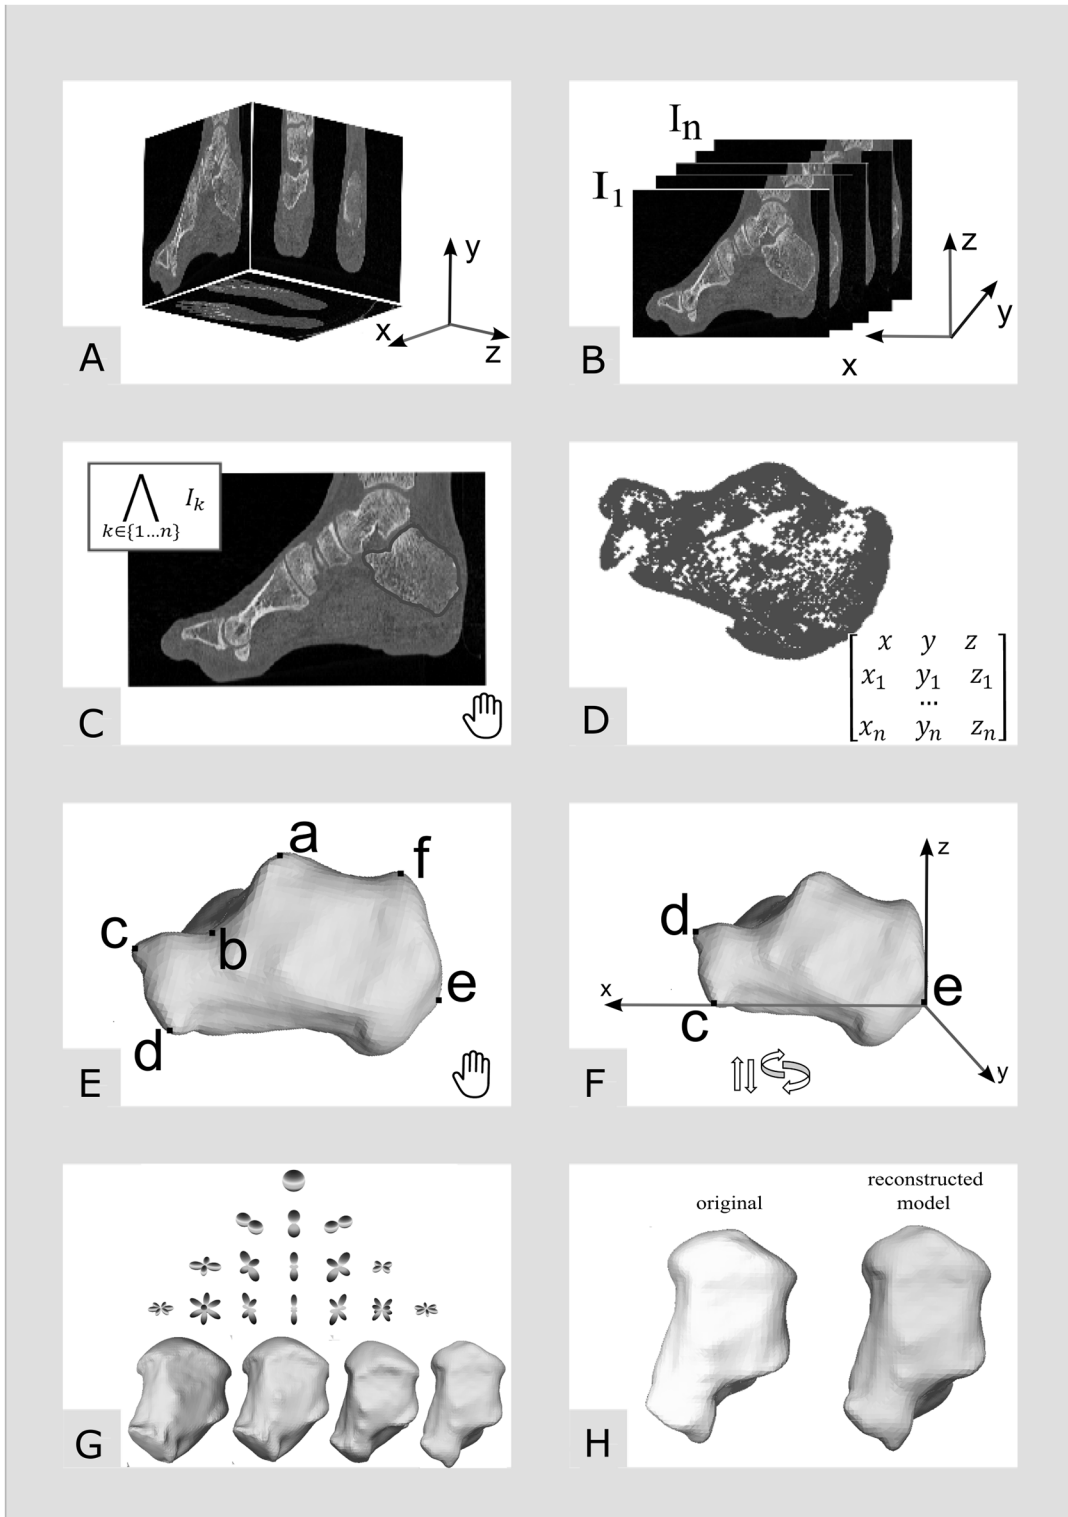 y
x
z
A
Iₙ
I₁
z
y
x
B
⋀ Iₖ
k∈{1...n}
C
x y z
x₁ y₁ z₁
...
xₙ yₙ zₙ
D
a
f
c
b
e
d
E
z
d
x
e
c
y
F
G
original
reconstructed
model
H